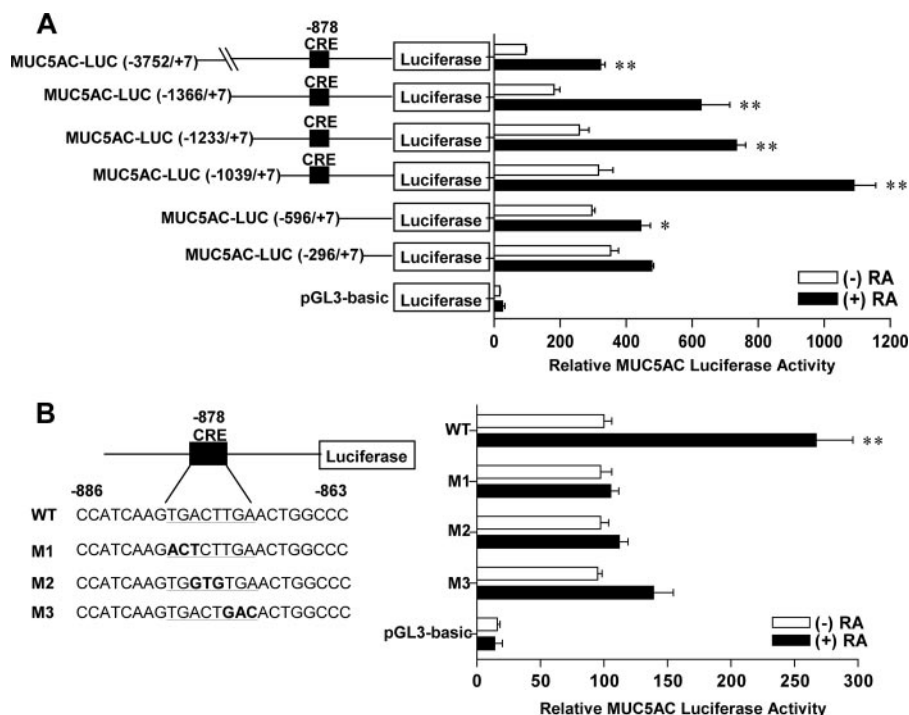 A
-878
CRE
MUC5AC-LUC (-3752/+7)
Luciferase
**
CRE
MUC5AC-LUC (-1366/+7)
Luciferase
**
CRE
MUC5AC-LUC (-1233/+7)
Luciferase
**
CRE
MUC5AC-LUC (-1039/+7)
Luciferase
**
MUC5AC-LUC (-596/+7)
Luciferase
*
MUC5AC-LUC (-296/+7)
Luciferase
pGL3-basic
Luciferase
(-) RA
(+) RA
0 200 400 600 800 1000 1200
Relative MUC5AC Luciferase Activity
B
-878
CRE
Luciferase
-886 -863
WT CCATCAAGTGACTTGAACTGGCCC
M1 CCATCAAGACTCTTGAACTGGCCC
M2 CCATCAAGTGGTGTGAACTGGCCC
M3 CCATCAAGTGACTGACACTGGCCC
WT
**
M1
M2
M3
pGL3-basic
(-) RA
(+) RA
0 50 100 150 200 250 300
Relative MUC5AC Luciferase Activity